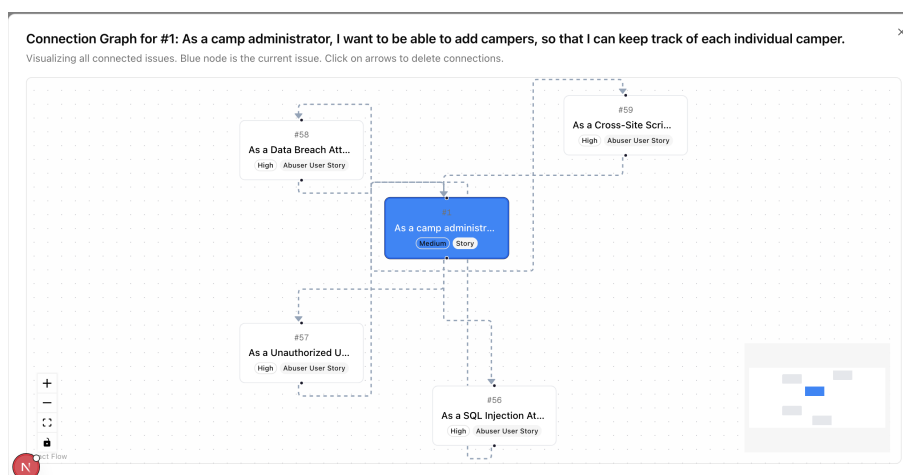 Connection Graph for #1: As a camp administrator, I want to be able to add campers, so that I can keep track of each individual camper.
Visualizing all connected issues. Blue node is the current issue. Click on arrows to delete connections.
#59
As a Cross-Site Scri...
High Abuser User Story
#58
As a Data Breach Att...
High Abuser User Story
As a camp administr...
Medium Story
#57
As a Unauthorized U...
High Abuser User Story
#56
As a SQL Injection At...
High Abuser User Story
Flow
N